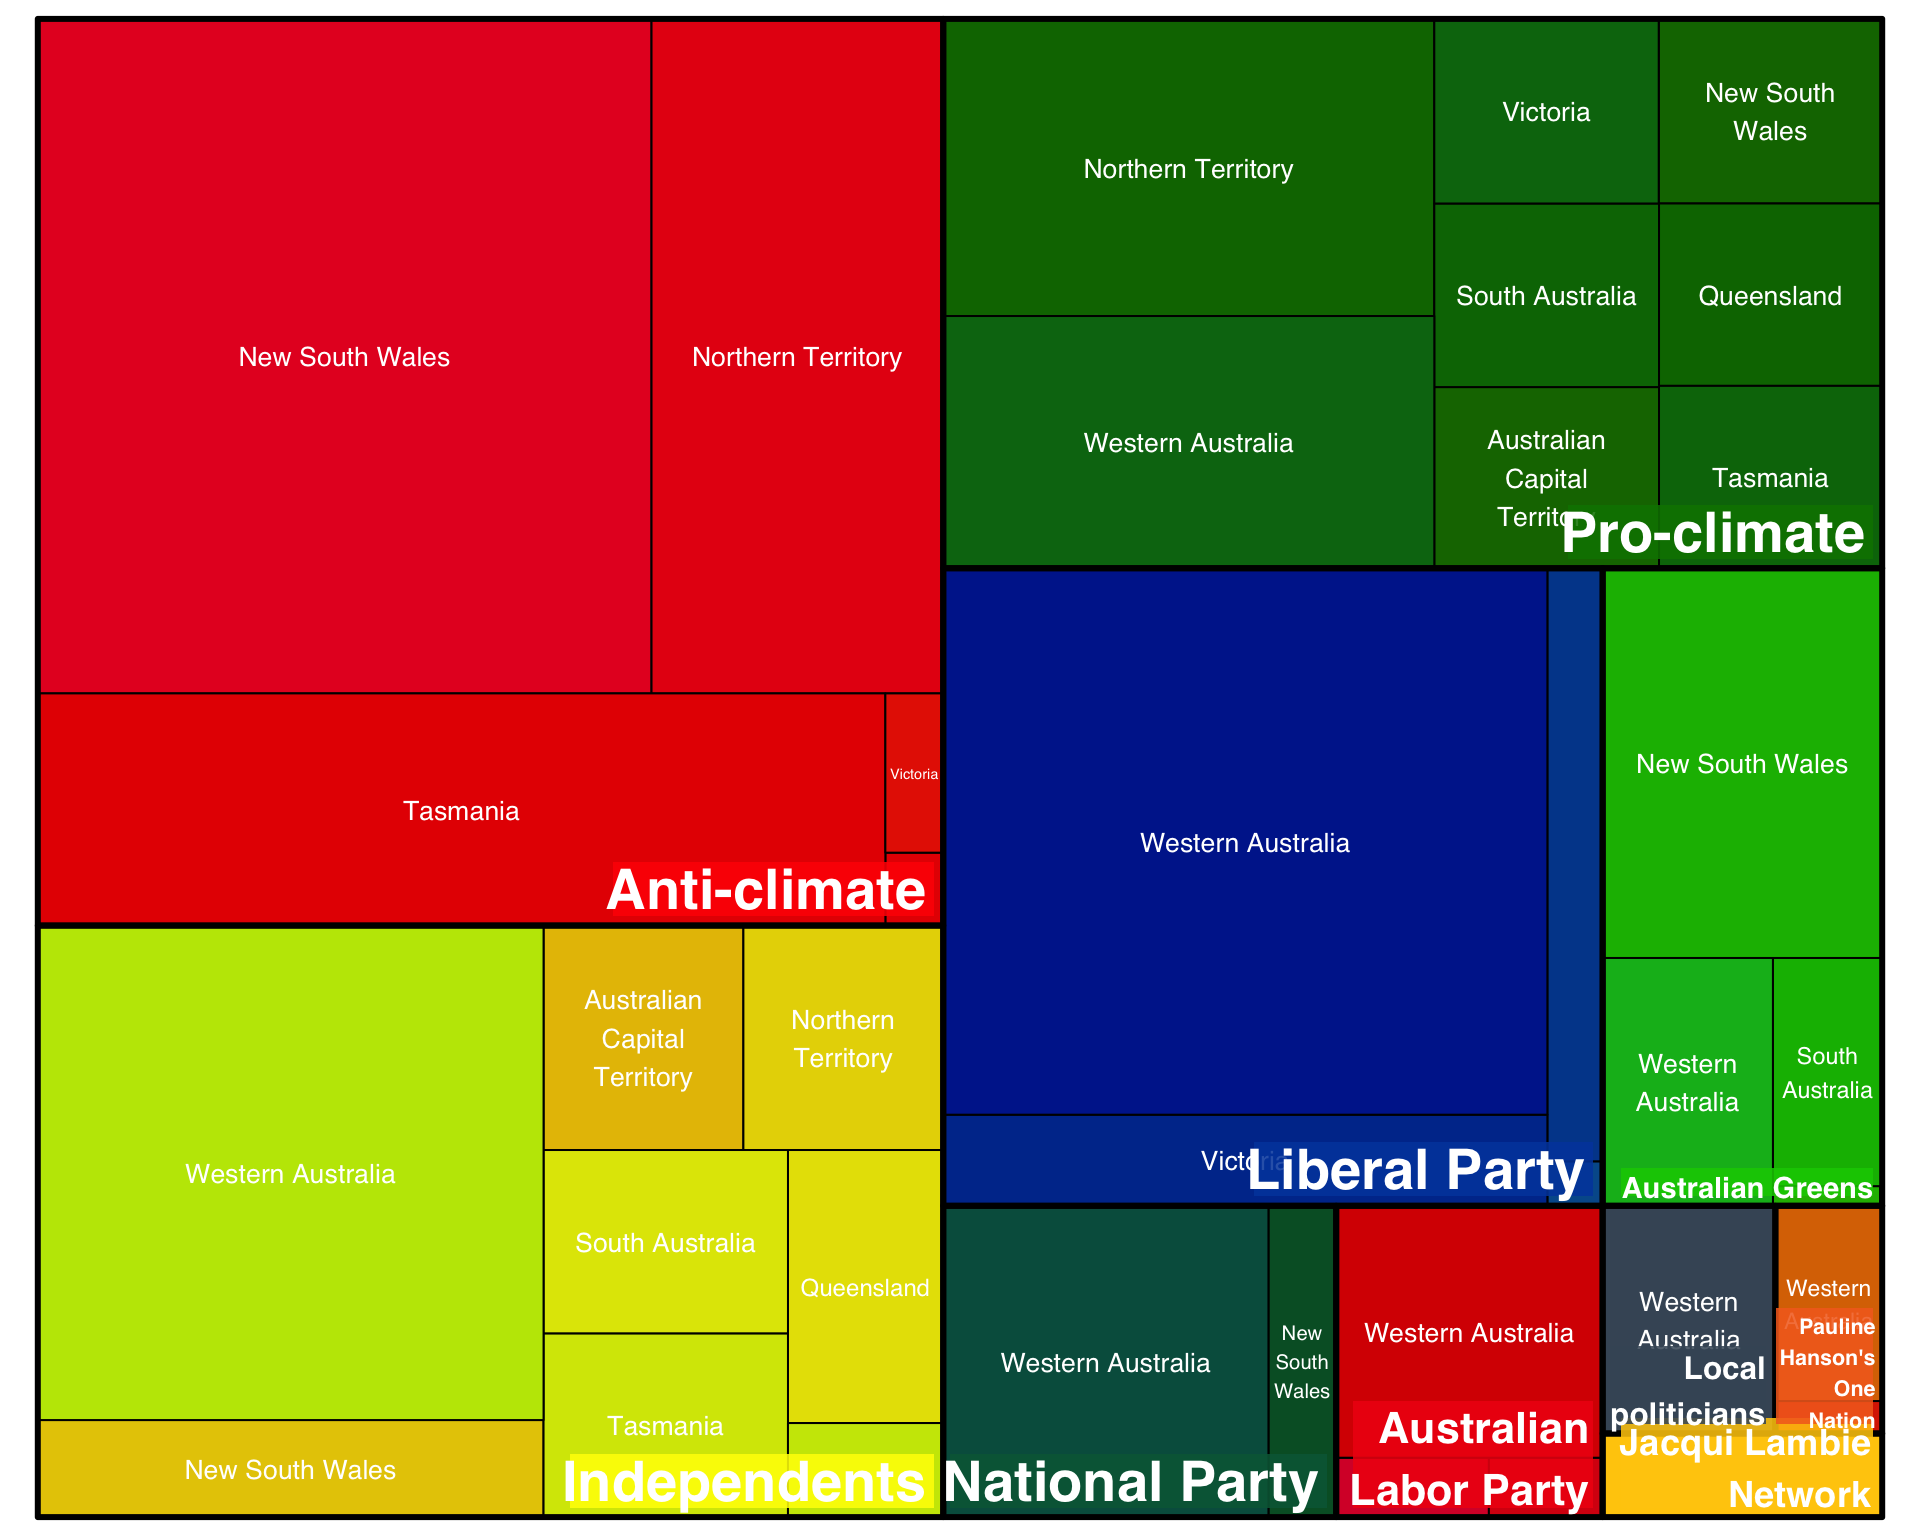 New South Wales
Northern Territory
Tasmania
Victoria
Anti-climate
Northern Territory
Western Australia
Victoria
New South
Wales
South Australia
Queensland
Australian
Capital
Territory
Tasmania
Pro-climate
Western Australia
Victoria
Liberal Party
New South Wales
Western
Australia
South
Australia
Australian Greens
Western Australia
New South Wales
Australian
Capital
Territory
Northern
Territory
South Australia
Queensland
Tasmania
Independents
Western Australia
New
South
Wales
National Party
Western Australia
Australian
Labor Party
Western
Australia
Local
politicians
Western
Australia
Pauline
Hanson's
One
Nation
Jacqui Lambie
Network